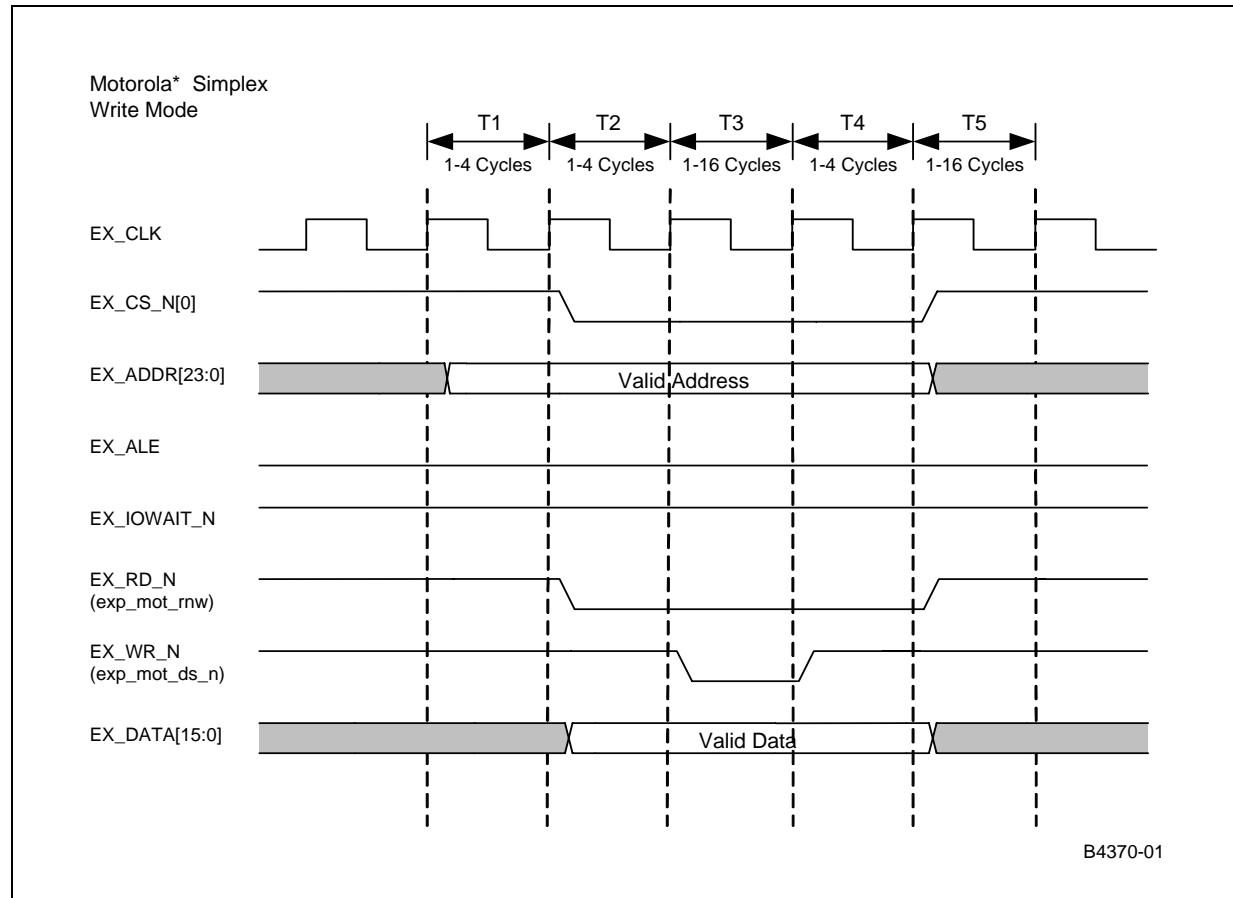 Motorola* Simplex
Write Mode
T1 T2 T3 T4 T5
1-4 Cycles 1-4 Cycles 1-16 Cycles 1-4 Cycles 1-16 Cycles
EX_CLK
EX_CS_N[0]
EX_ADDR[23:0] Valid Address
EX_ALE
EX_IOWAIT_N
EX_RD_N
(exp_mot_rnw)
EX_WR_N
(exp_mot_ds_n)
EX_DATA[15:0] Valid Data
B4370-01